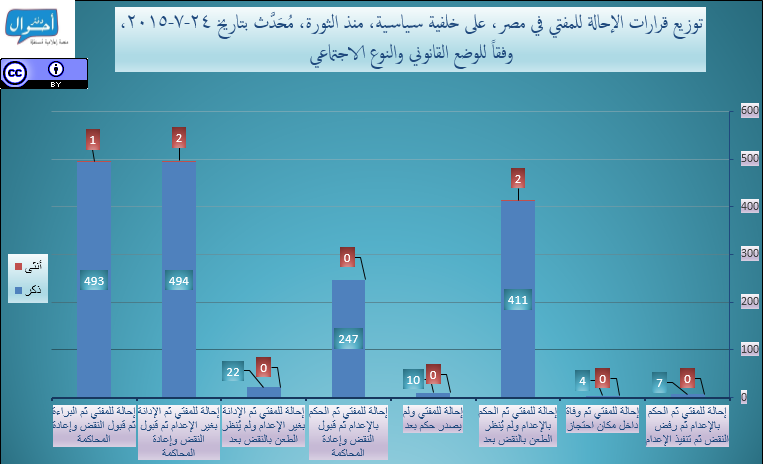 أحوال
توزيع قرارات الإحالة للمفتي في مصر، على خلفية سياسية، منذ الثورة، مُحَدَّث بتاريخ ٢٤-٧-٢٠١٥،
وفقاً للوضع القانوني والنوع الاجتماعي
CC BY
600
500
400
300
200
100
0
0
7
0
4
2
411
0
10
0
247
0
22
2
494
1
493
أنثى
ذكر
إحالة للمفتي ثم الحكم
بالإعدام ثم رفض
النقض ثم تنفيذ الإعدام
إحالة للمفتي ثم وفاة
داخل مكان احتجاز
إحالة للمفتي ثم الحكم
بالإعدام ولم يُنظر
الطعن بالنقض بعد
إحالة للمفتي ولم
يصدر حكم بعد
إحالة للمفتي ثم الحكم
بالإعدام ثم قبول
النقض وإعادة
المحاكمة
إحالة للمفتي ثم الإدانة
بغير الإعدام ولم يُنظر
الطعن بالنقض بعد
إحالة للمفتي ثم الإدانة
بغير الإعدام ثم قبول
النقض وإعادة
المحاكمة
إحالة للمفتي ثم البراءة
ثم قبول النقض وإعادة
المحاكمة